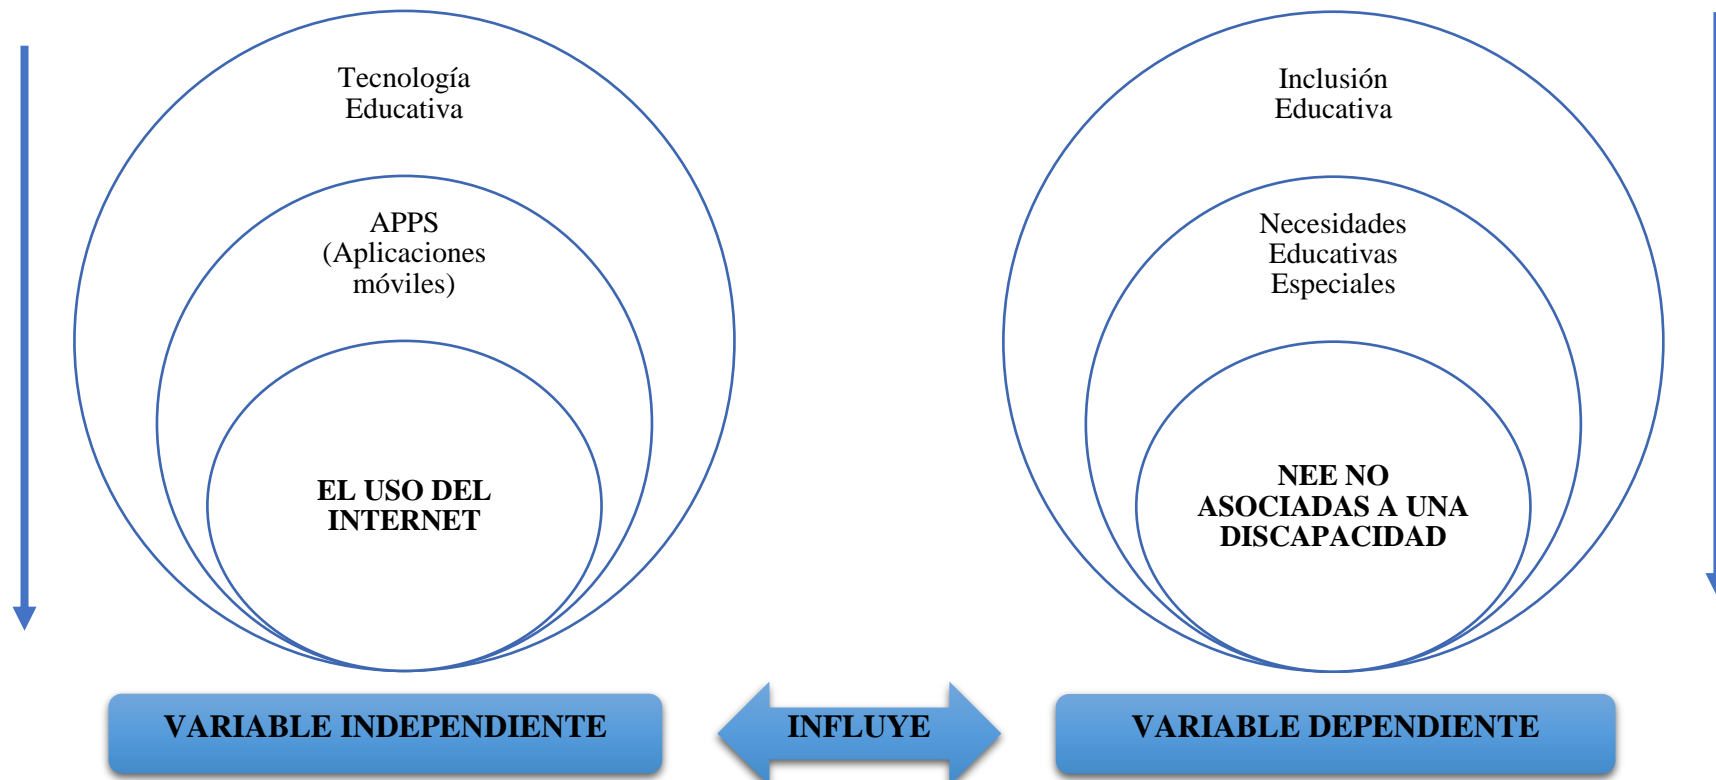 Tecnología
Educativa
APPS
(Aplicaciones
móviles)
EL USO DEL
INTERNET
Inclusión
Educativa
Necesidades
Educativas
Especiales
NEE NO
ASOCIADAS A UNA
DISCAPACIDAD
VARIABLE INDEPENDIENTE
INFLUYE
VARIABLE DEPENDIENTE